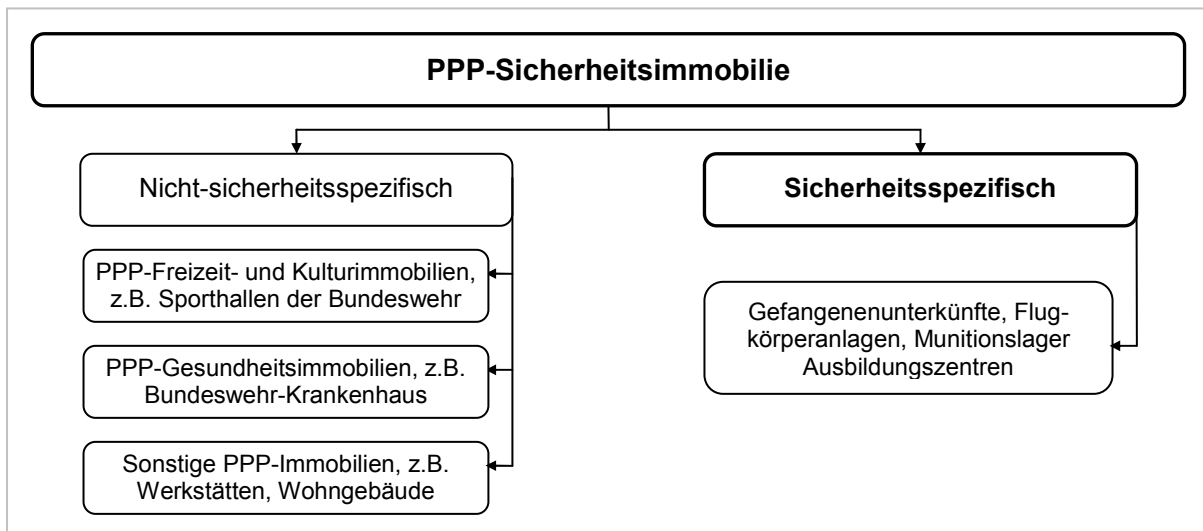 PPP-Sicherheitsimmobilie
Nicht-sicherheitsspezifisch
PPP-Freizeit- und Kulturimmobilien,
z.B. Sporthallen der Bundeswehr
PPP-Gesundheitsimmobilien, z.B.
Bundeswehr-Krankenhaus
Sonstige PPP-Immobilien, z.B.
Werkstätten, Wohngebäude
Sicherheitsspezifisch
Gefangenenunterkünfte, Flug-
körperanlagen, Munitionslager
Ausbildungszentren